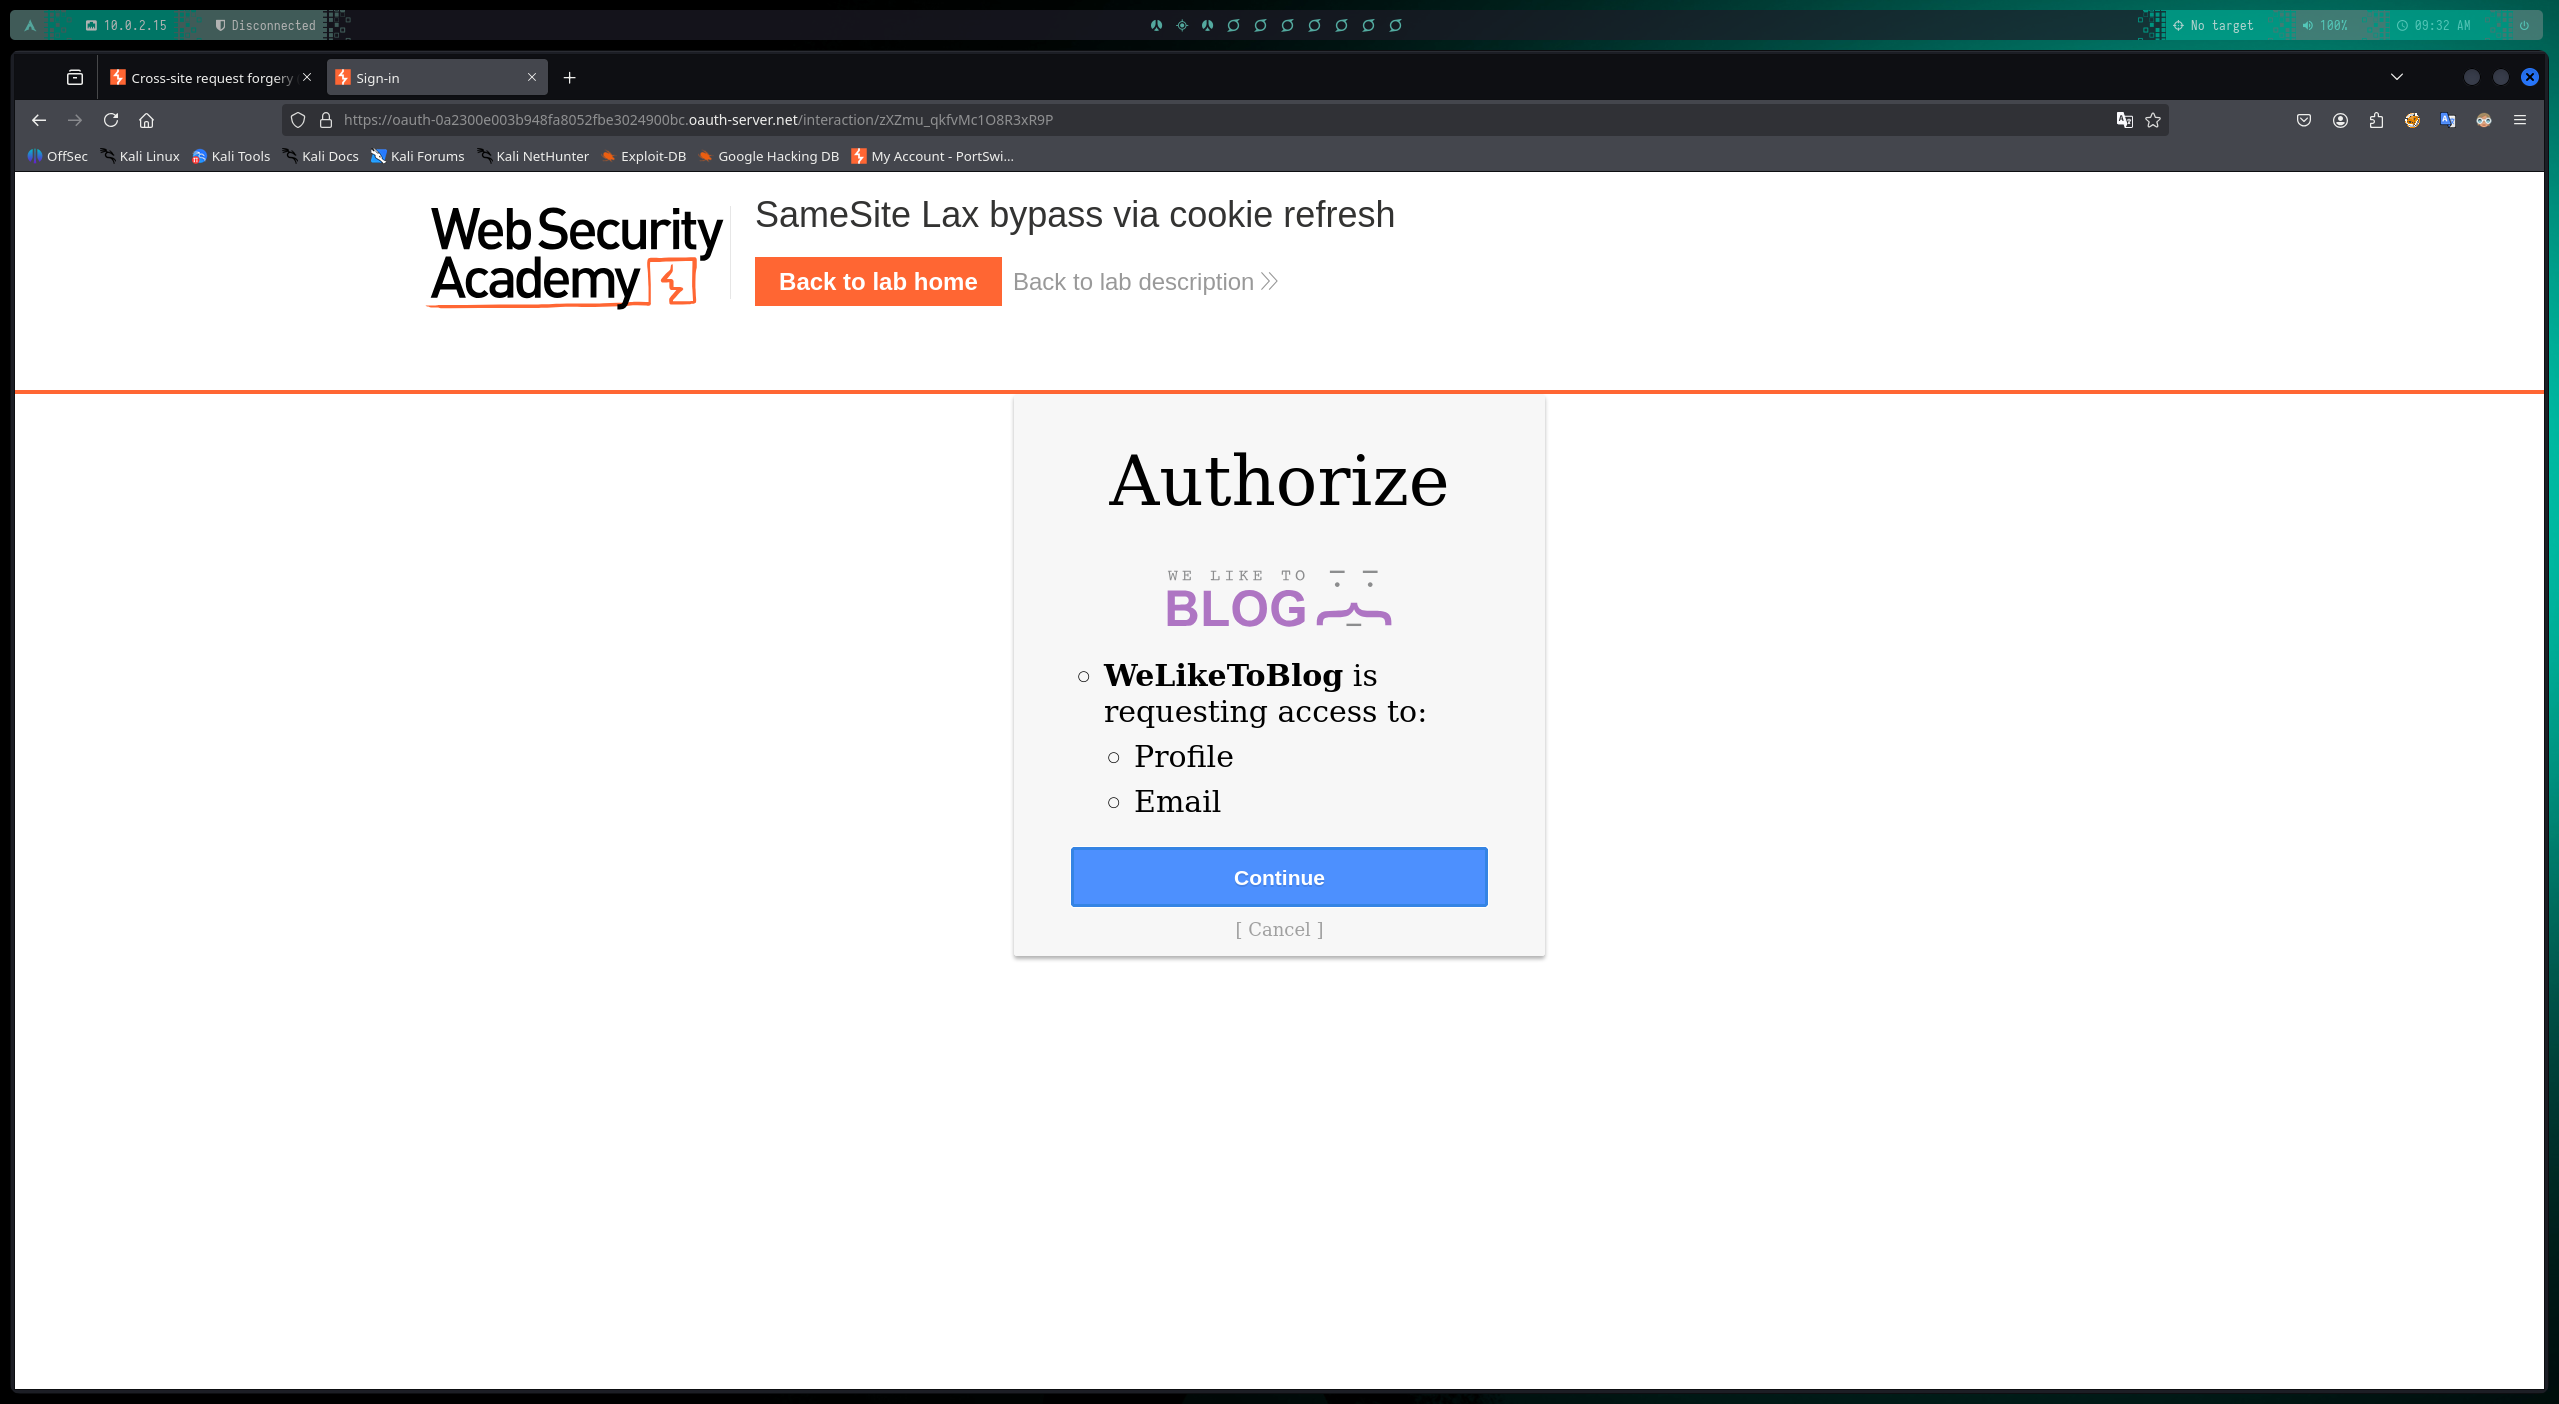 10.0.2.15 Disconnected No target 100% 09:32 AM
Cross-site request forgery Sign-in
https://oauth-0a2300e003b948fa8052fbe3024900bc.oauth-server.net/interaction/zXZmu_qkfvMc1O8R3xR9P
OffSec Kali Linux Kali Tools Kali Docs Kali Forums Kali NetHunter Exploit-DB Google Hacking DB My Account - PortSwi...
Web Security
Academy
SameSite Lax bypass via cookie refresh
Back to lab home Back to lab description
Authorize
WE LIKE TO
BLOG
WeLikeToBlog is
requesting access to:
Profile
Email
Continue
[ Cancel ]